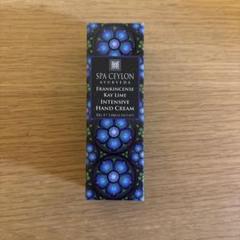 SPA CEYLON
AYURVEDA
FRANKINCENSE
KAY LIME
INTENSIVE
HAND CREAM